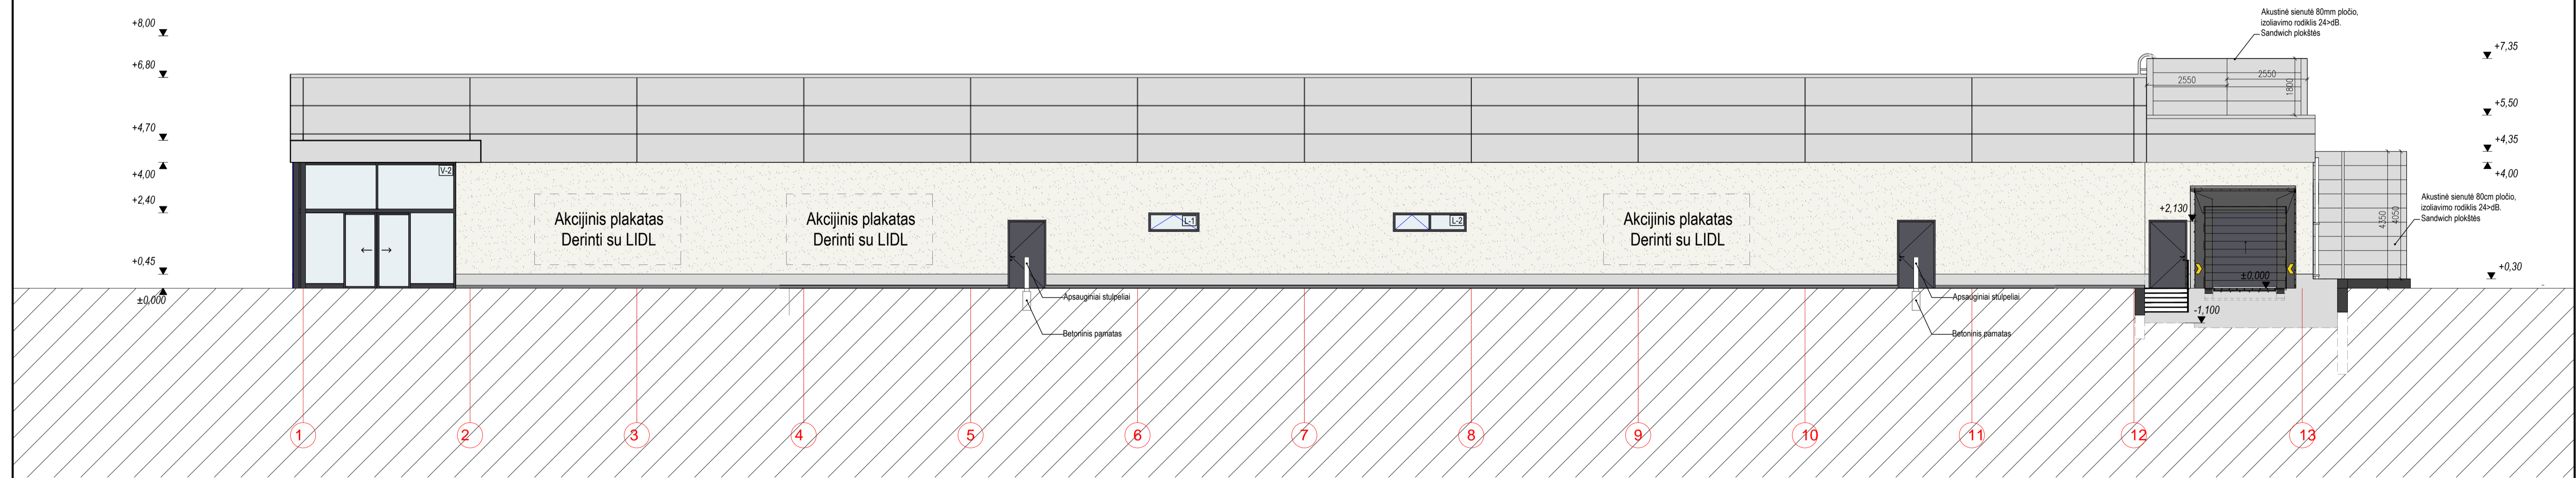 +8,00
+6,80
+4,70
+4,00
+2,40
+0,45
±0,000
V-2
Akcijinis plakatas
Derinti su LIDL
Akcijinis plakatas
Derinti su LIDL
Apsauginiai stulpeliai
Betoninis pamatas
L-1
L-2
Akcijinis plakatas
Derinti su LIDL
Apsauginiai stulpeliai
Betoninis pamatas
+2,130
±0,000
-1,100
Akustinė sienutė 80mm pločio,
izoliavimo rodiklis 24>dB.
Sandwich plokštės
2550
2550
1800
4350
4050
Akustinė sienutė 80cm pločio,
izoliavimo rodiklis 24>dB.
Sandwich plokštės
+7,35
+5,50
+4,35
+4,00
+0,30
1
2
3
4
5
6
7
8
9
10
11
12
13